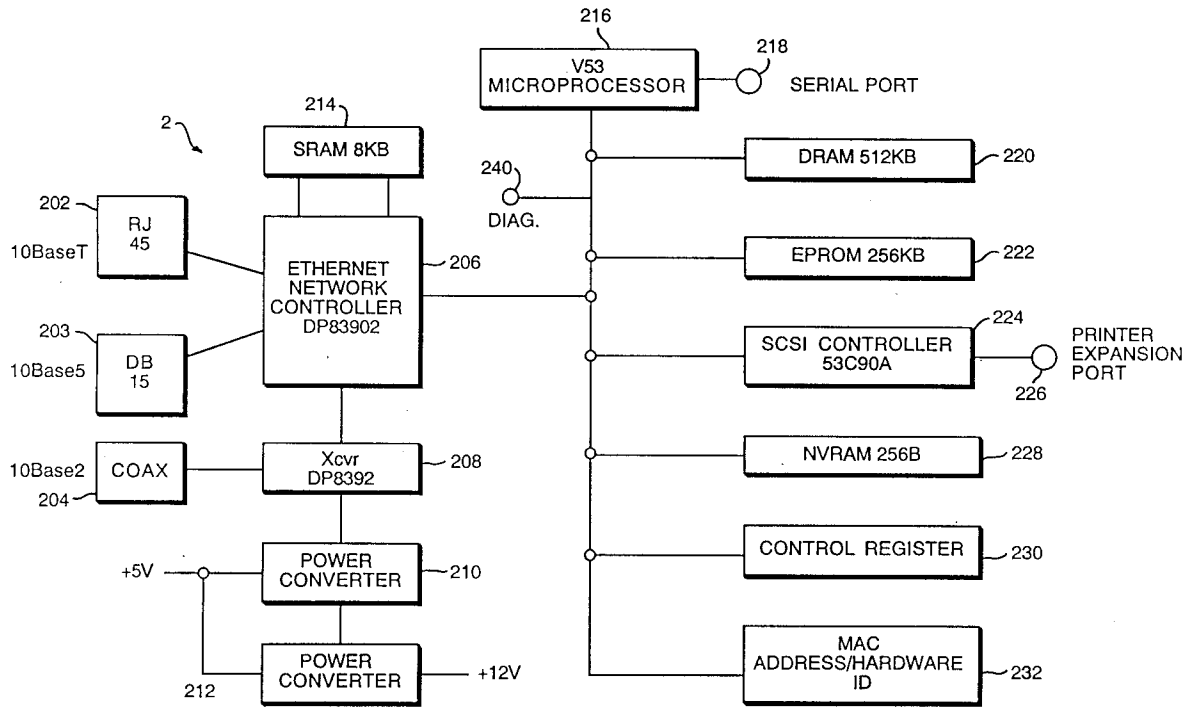 216
V53
MICROPROCESSOR
218
SERIAL PORT
2
214
SRAM 8KB
240
DIAG.
DRAM 512KB
220
202
RJ
45
10BaseT
ETHERNET
NETWORK
CONTROLLER
DP83902
206
EPROM 256KB
222
203
DB
15
10Base5
SCSI CONTROLLER
53C90A
224
PRINTER
EXPANSION
PORT
226
10Base2
COAX
204
Xcvr
DP8392
208
NVRAM 256B
228
+5V
POWER
CONVERTER
210
CONTROL REGISTER
230
212
POWER
CONVERTER
+12V
MAC
ADDRESS/HARDWARE
ID
232